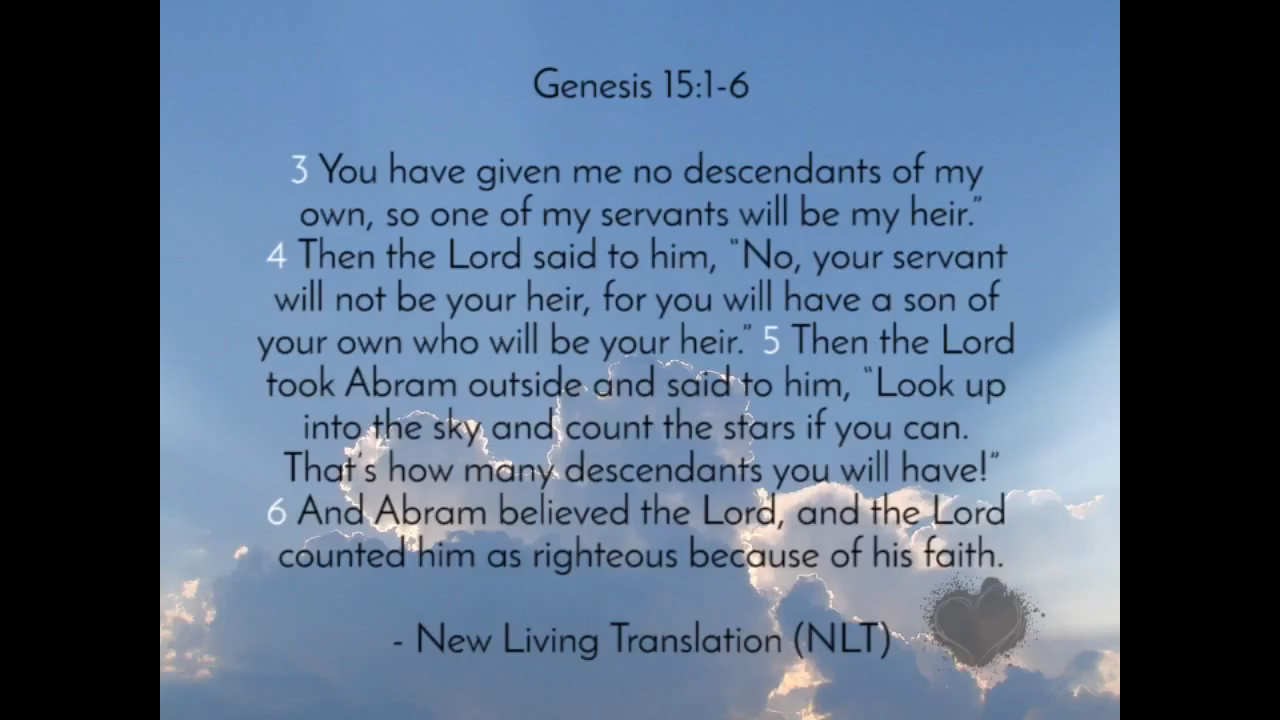 Genesis 15:1-6
3 You have given me no descendants of my
own, so one of my servants will be my heir.”
4 Then the Lord said to him, “No, your servant
will not be your heir, for you will have a son of
your own who will be your heir.” 5 Then the Lord
took Abram outside and said to him, “Look up
into the sky and count the stars if you can.
That's how many descendants you will have!”
6 And Abram believed the Lord, and the Lord
counted him as righteous because of his faith.
- New Living Translation (NLT)